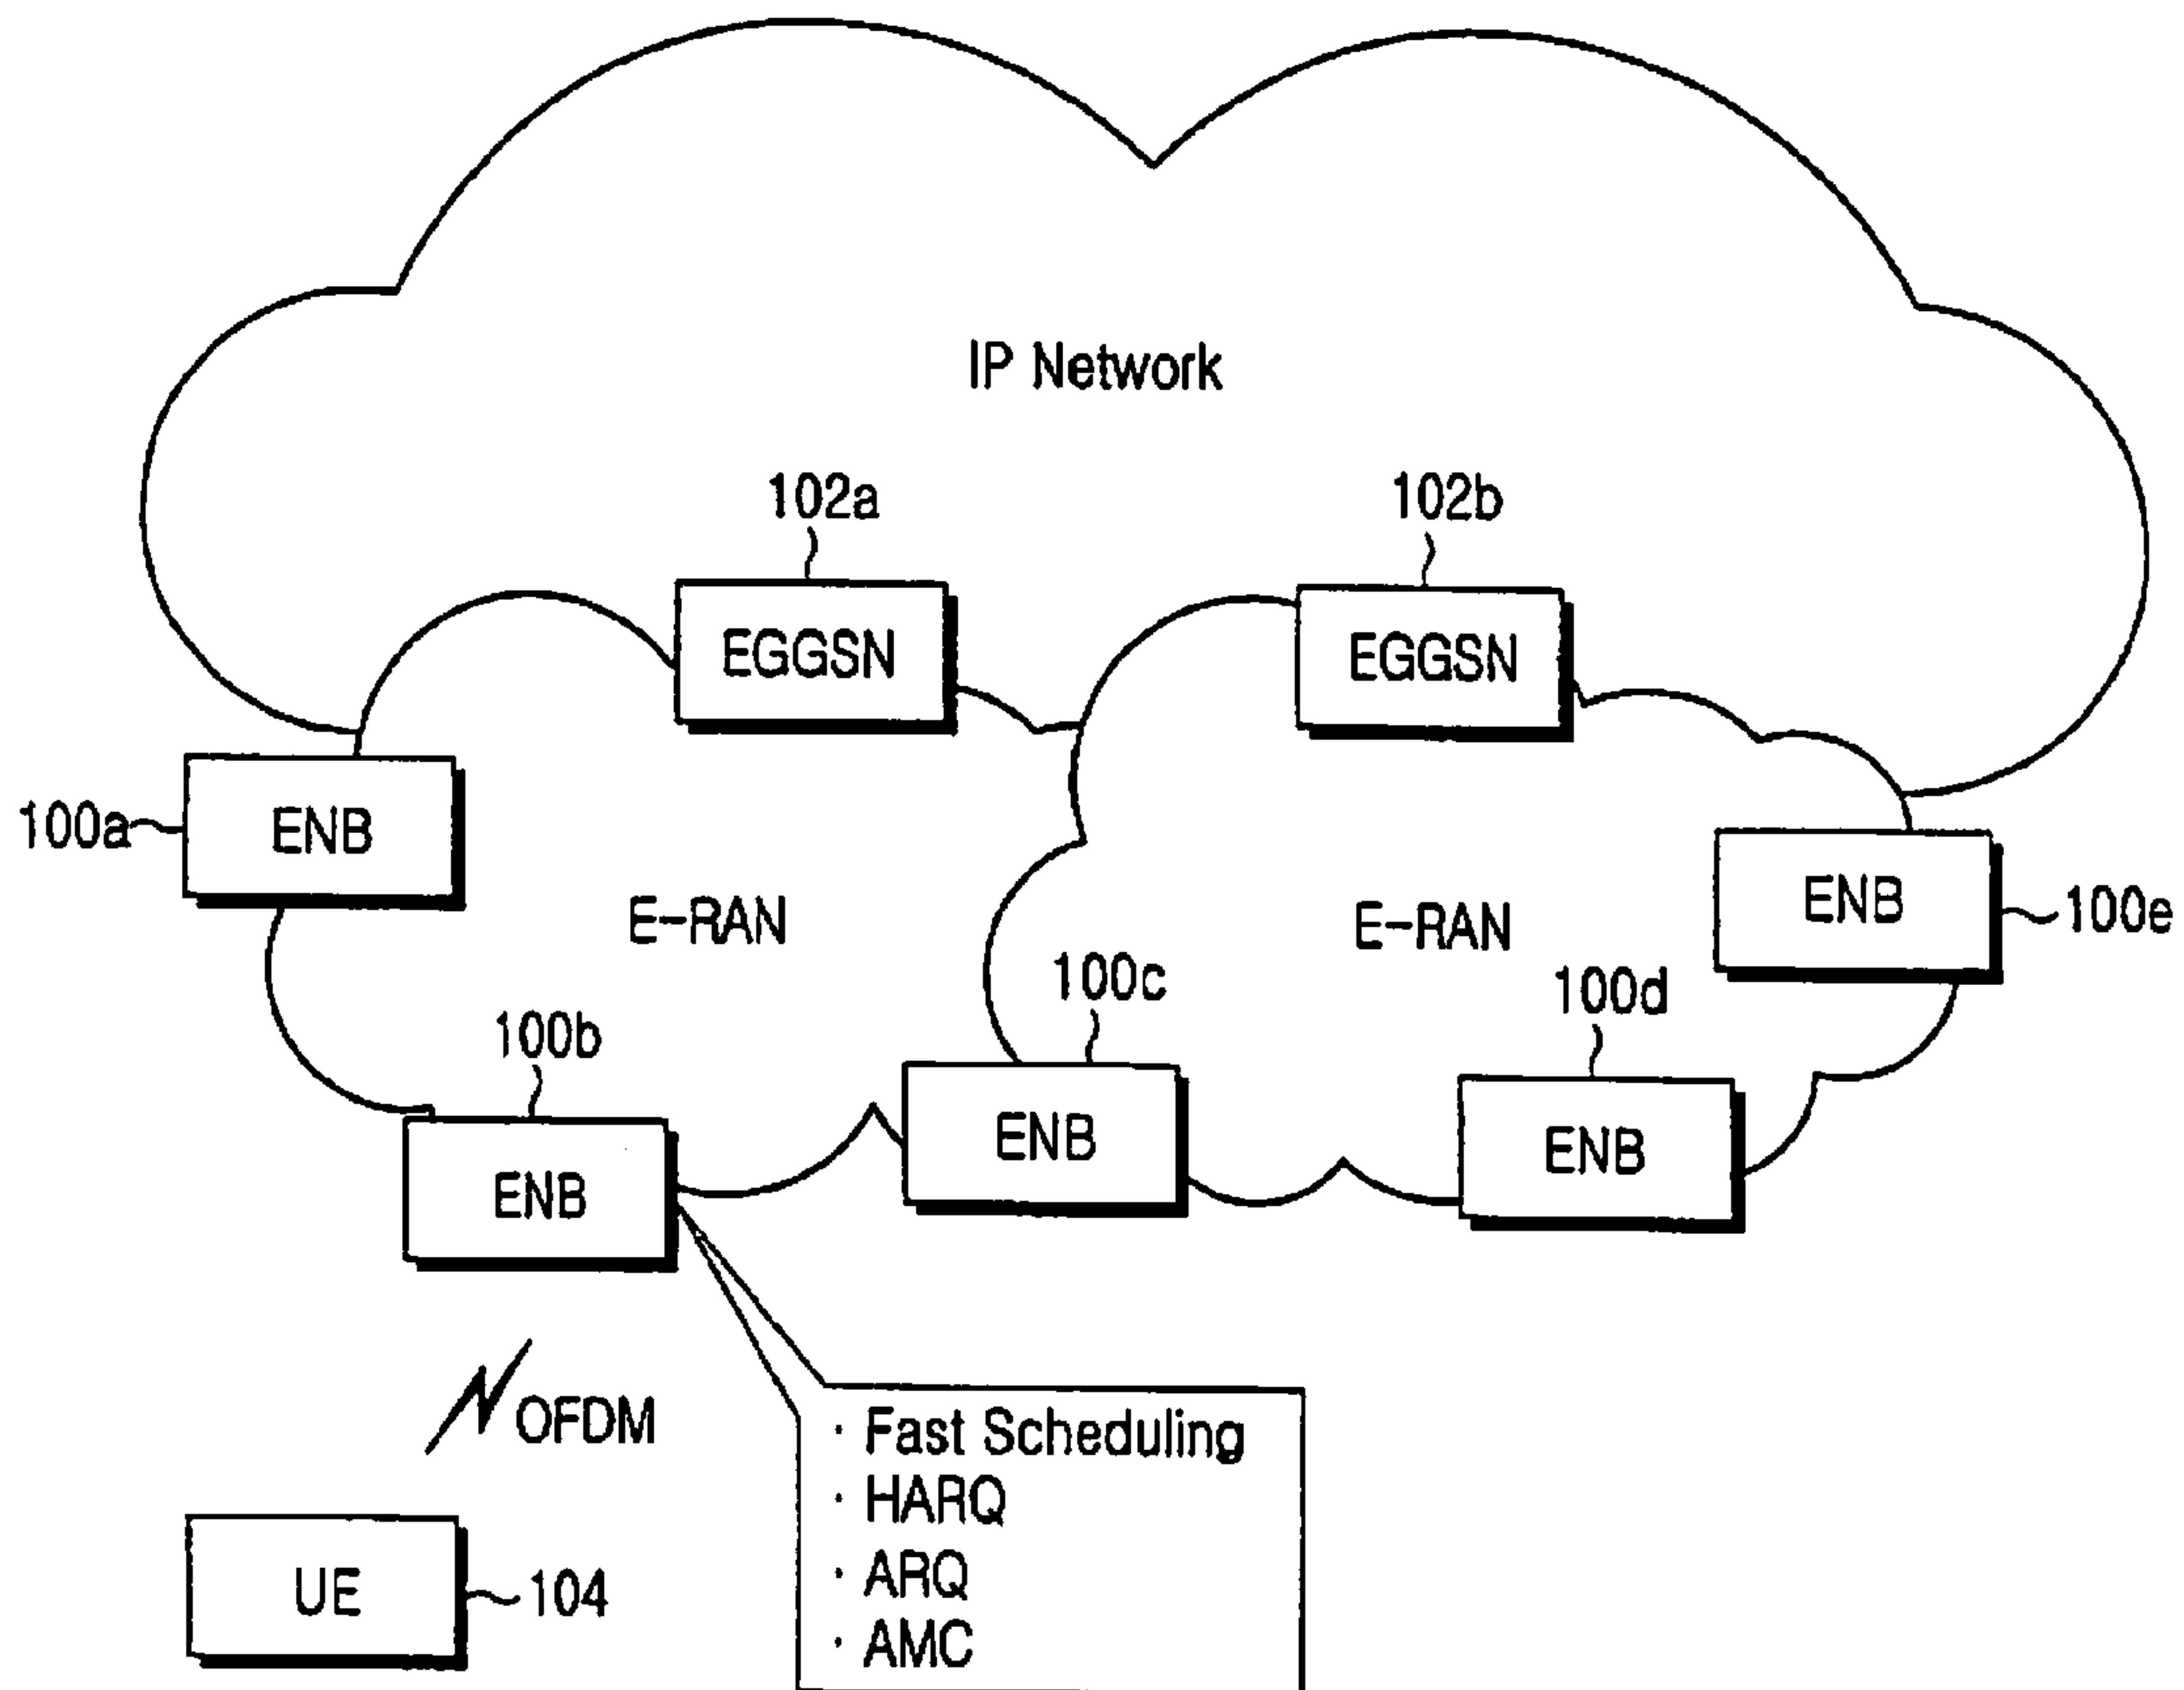 IP Network
102a
102b
EGGSN
EGGSN
100a
ENB
E-RAN
E-RAN
ENB
100e
100b
100c
100d
ENB
ENB
ENB
OFDM
· Fast Scheduling
· HARQ
· ARQ
· AMC
UE
104